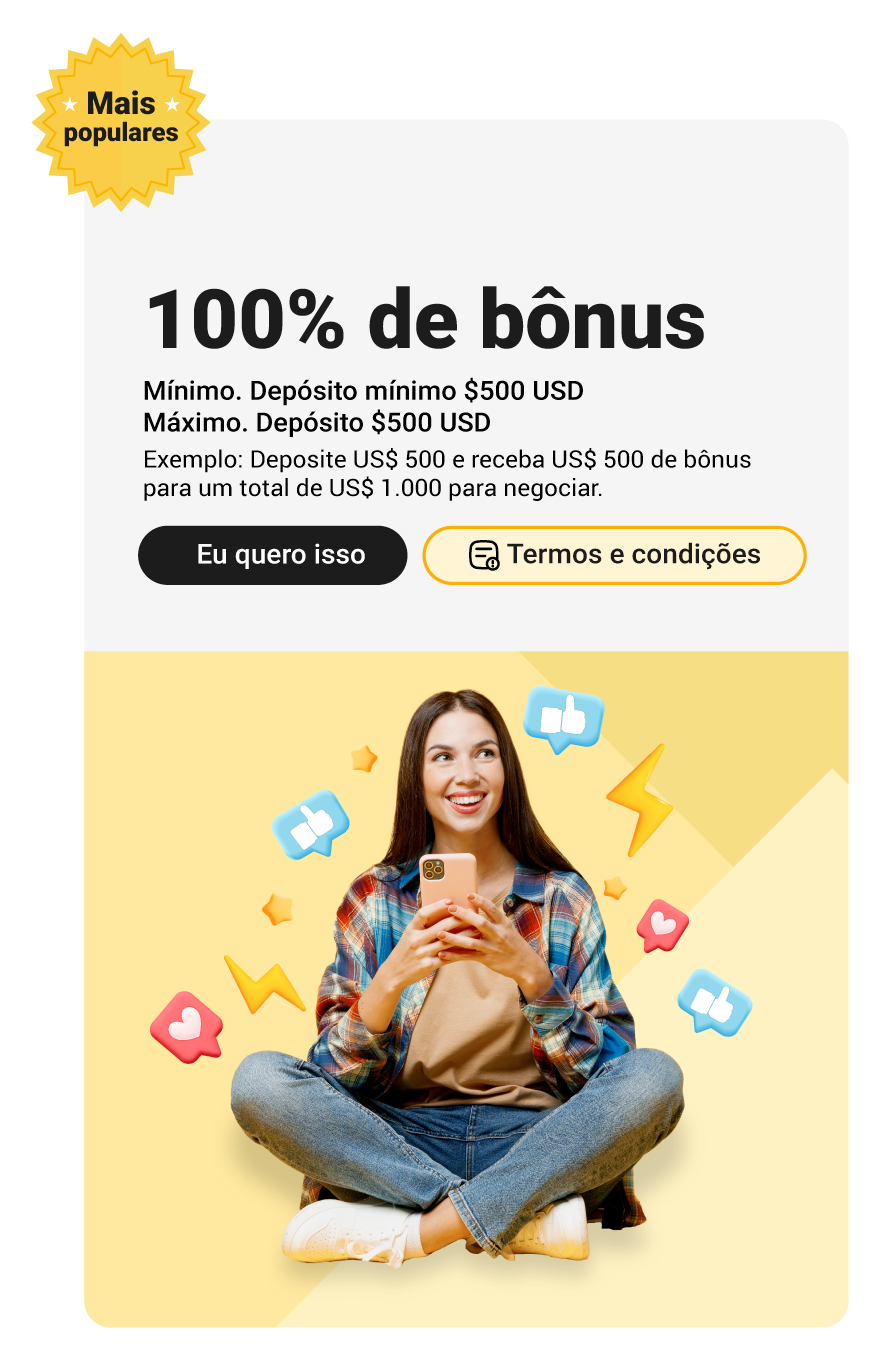 Mais
populares
100% de bônus
Mínimo. Depósito mínimo $500 USD
Máximo. Depósito $500 USD
Exemplo: Deposite US$ 500 e receba US$ 500 de bônus
para um total de US$ 1.000 para negociar.
Eu quero isso
Termos e condições